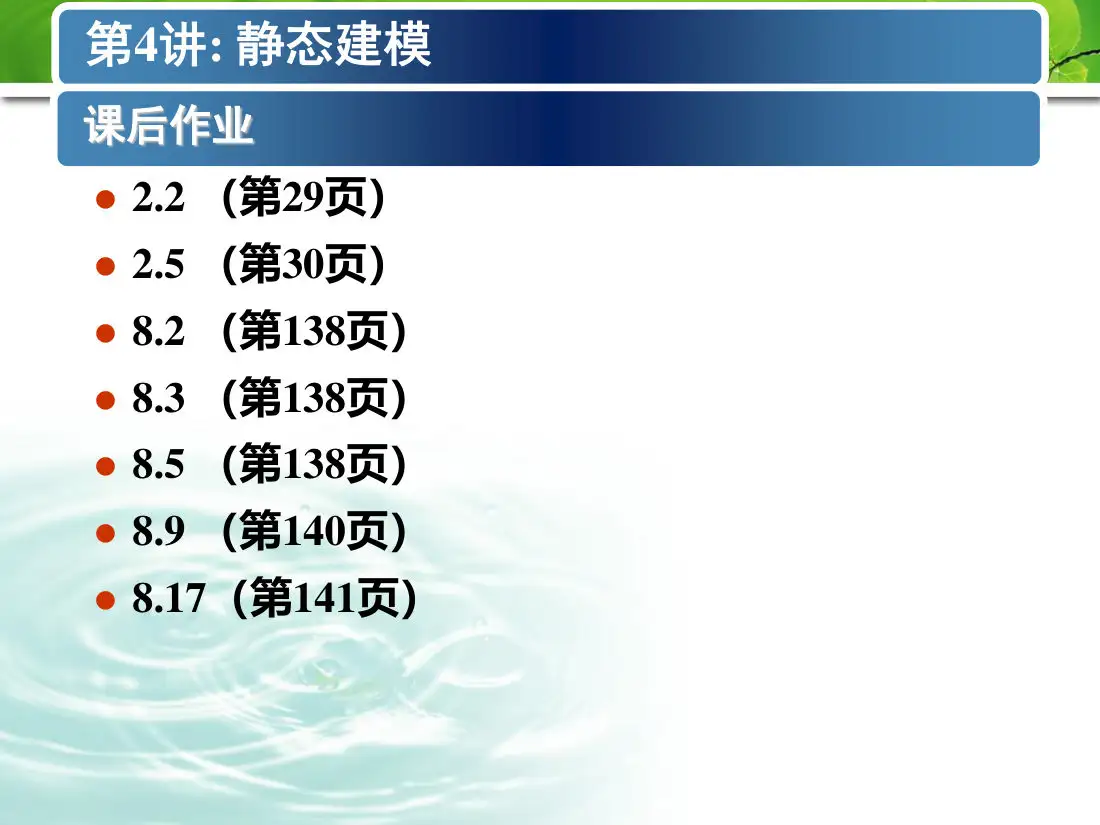 第4讲: 静态建模
课后作业
2.2 （第29页）
2.5 （第30页）
8.2 （第138页）
8.3 （第138页）
8.5 （第138页）
8.9 （第140页）
8.17（第141页）